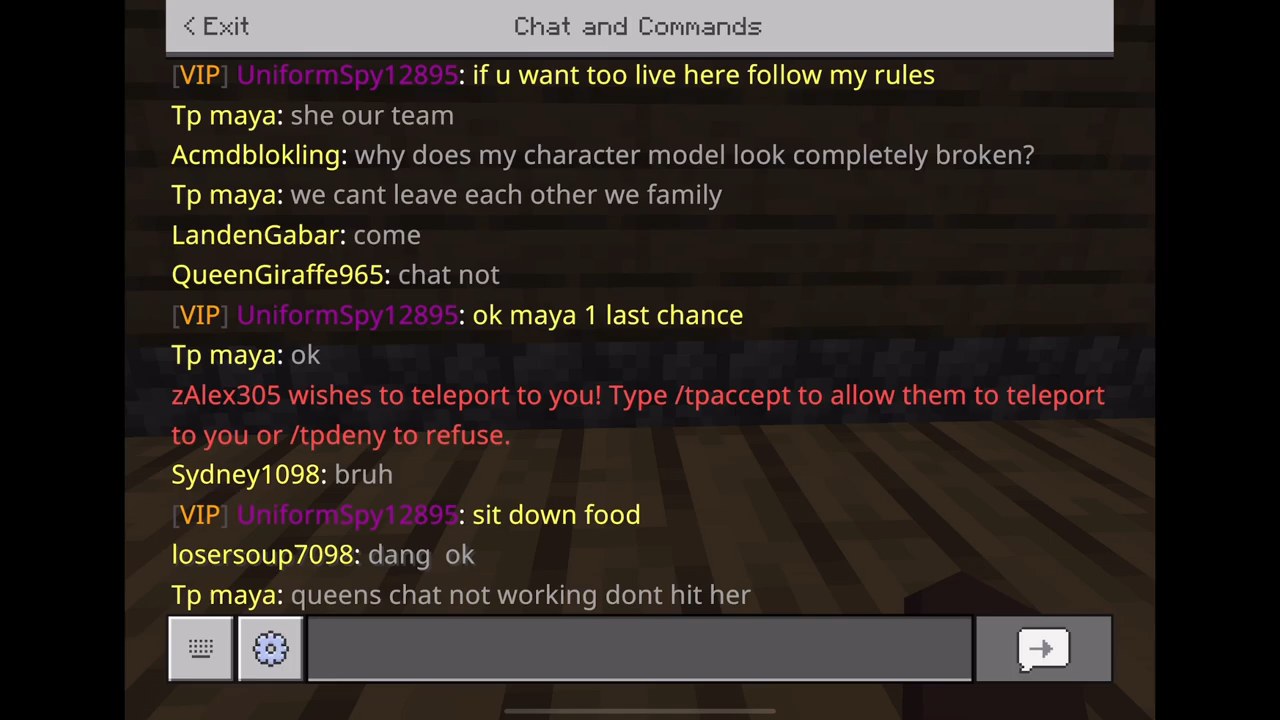 < Exit
Chat and Commands
[VIP] UniformSpy12895: if u want too live here follow my rules
Tp maya: she our team
Acmdblokling: why does my character model look completely broken?
Tp maya: we cant leave each other we family
LandenGabar: come
QueenGiraffe965: chat not
[VIP] UniformSpy12895: ok maya 1 last chance
Tp maya: ok
zAlex305 wishes to teleport to you! Type /tpaccept to allow them to teleport
to you or /tpdeny to refuse.
Sydney1098: bruh
[VIP] UniformSpy12895: sit down food
losersoup7098: dang  ok
Tp maya: queens chat not working dont hit her